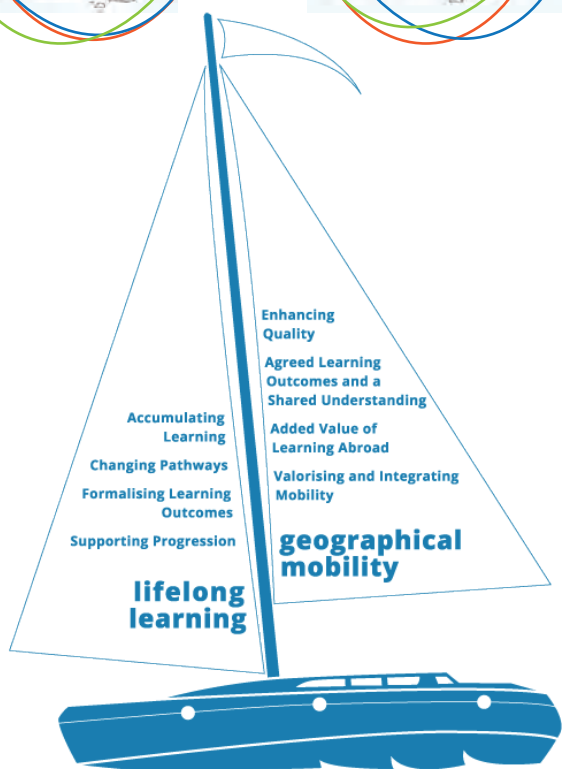 Accumulating
Learning
Changing Pathways
Formalising Learning
Outcomes
Supporting Progression
lifelong
learning
Enhancing
Quality
Agreed Learning
Outcomes and a
Shared Understanding
Added Value of
Learning Abroad
Valorising and Integrating
Mobility
geographical
mobility